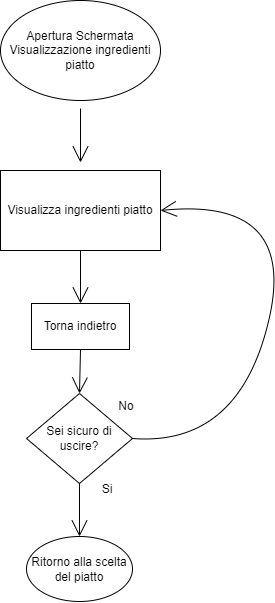 Apertura Schermata
Visualizzazione ingredienti
piatto
Visualizza ingredienti piatto
Torna indietro
No
Sei sicuro di
uscire?
Si
Ritorno alla scelta
del piatto